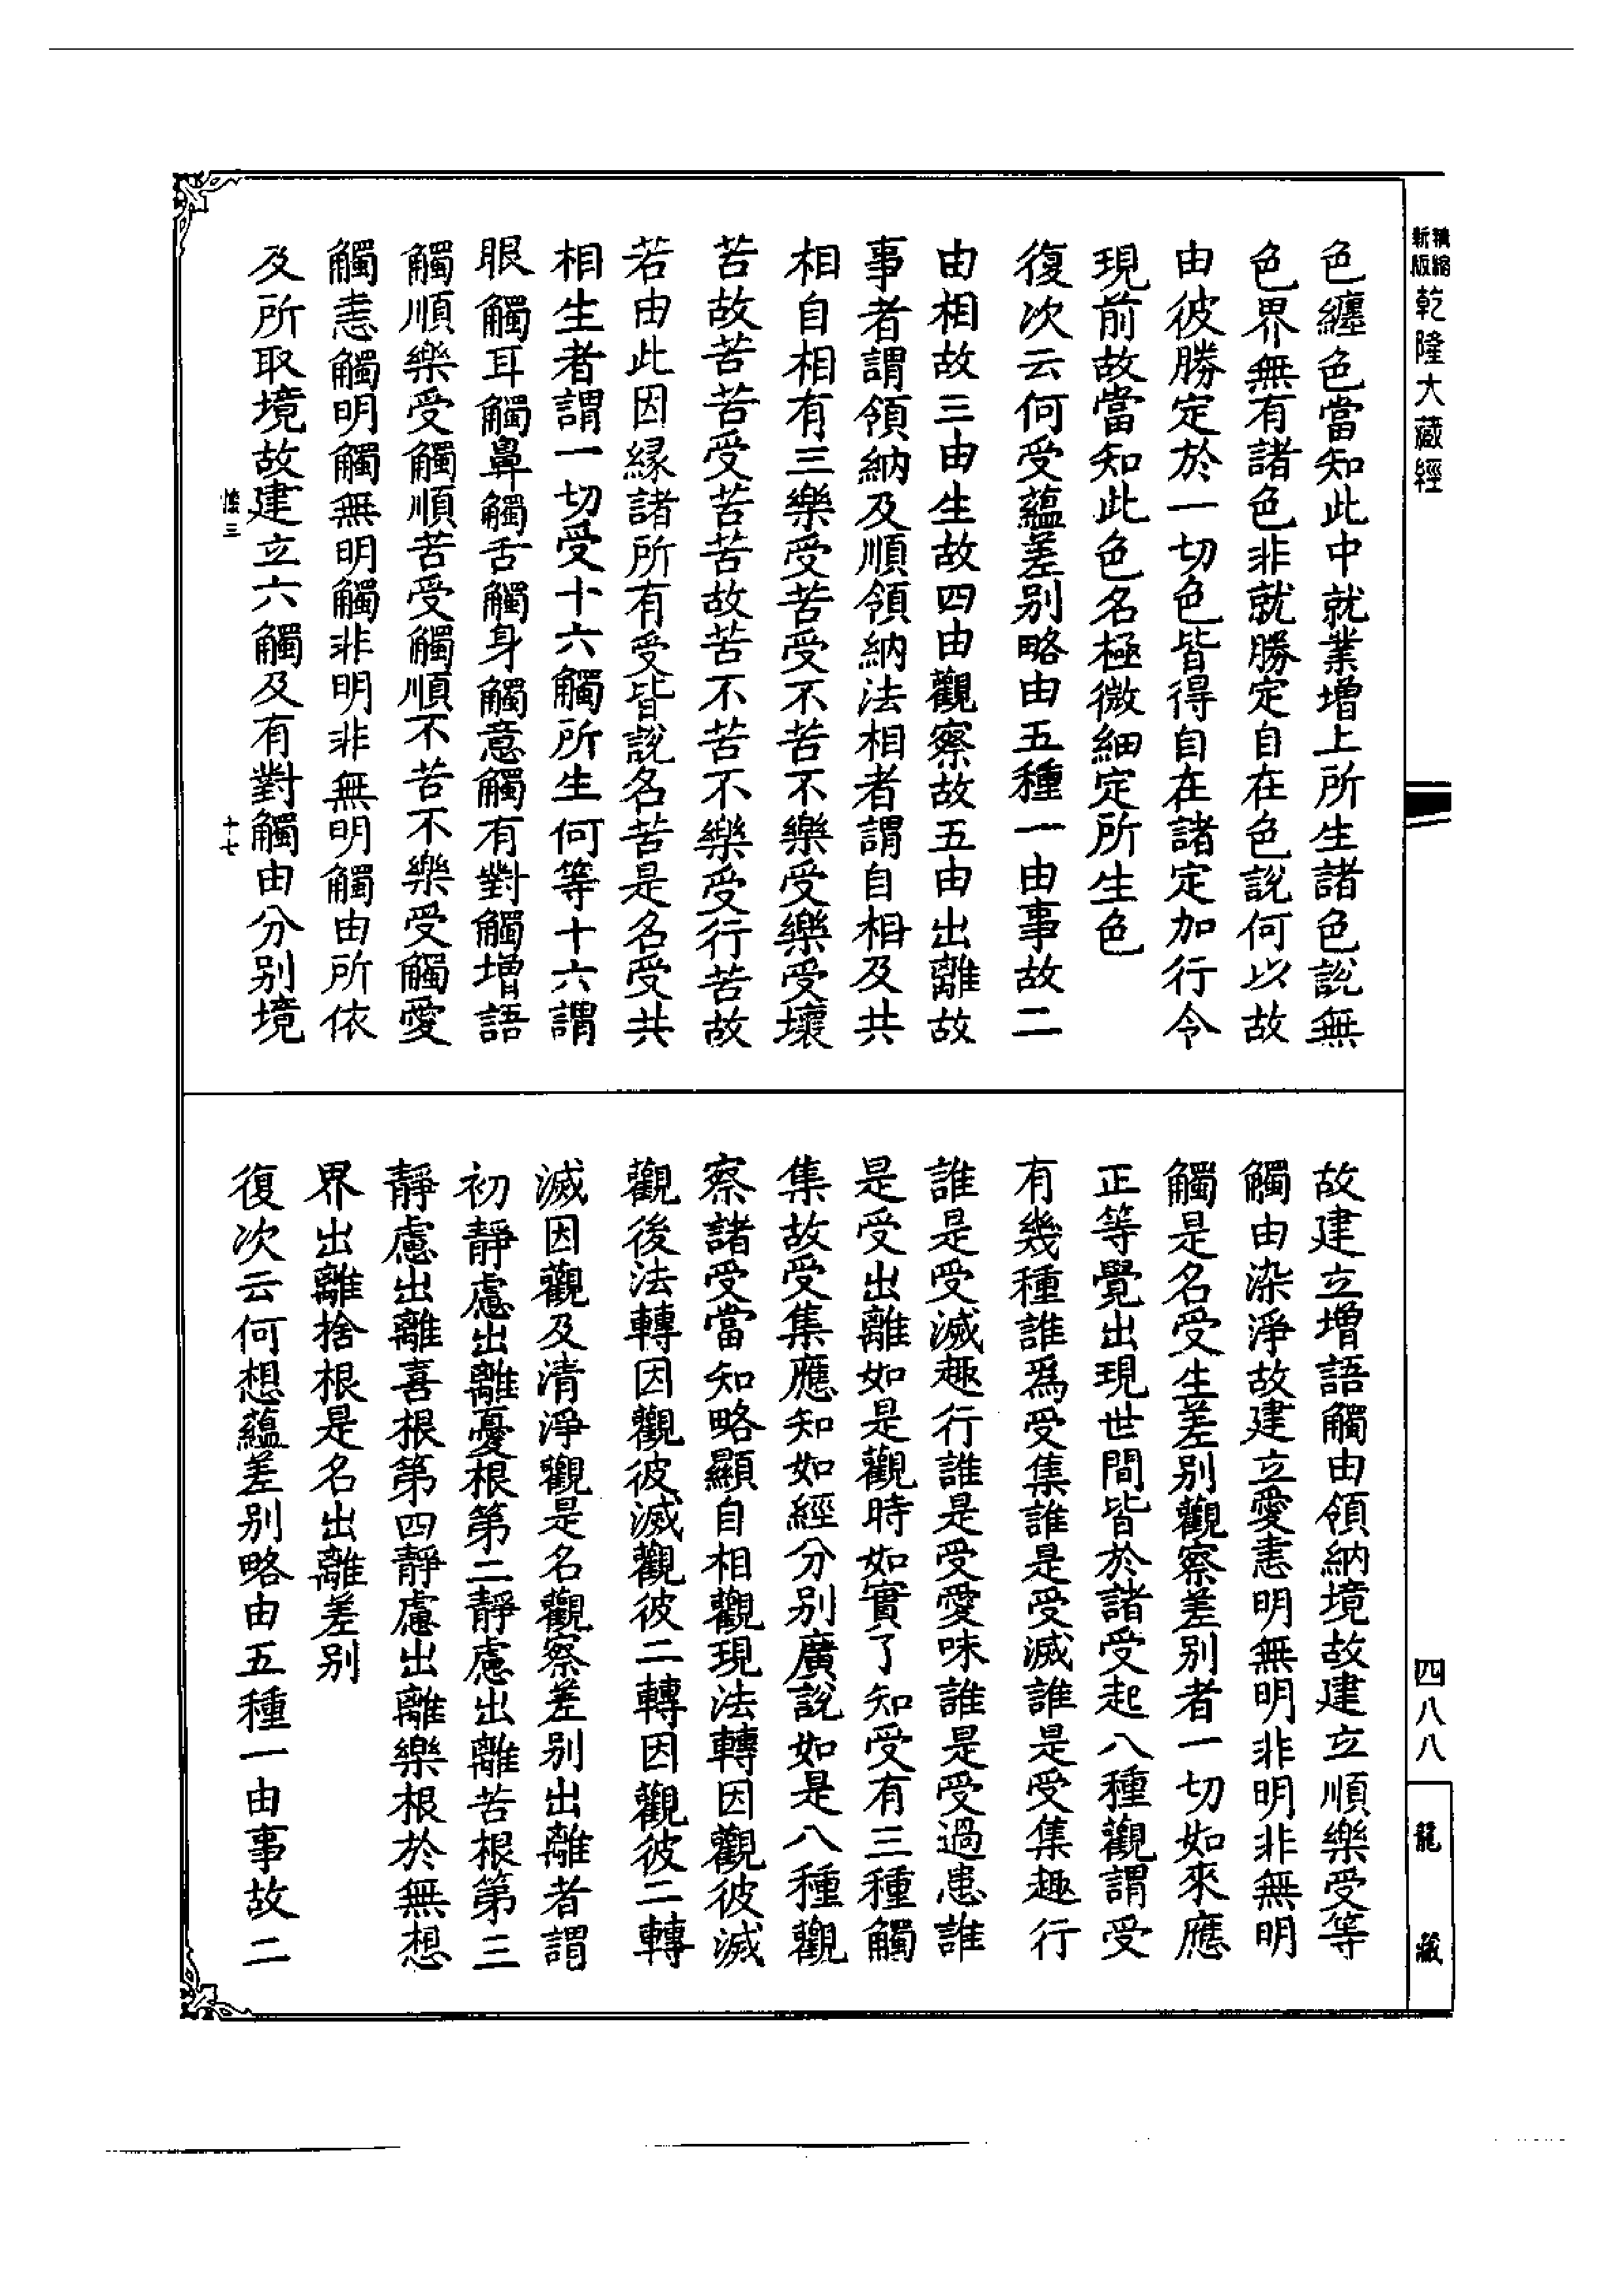 精縮新版乾隆大藏經
色纏色當知此中就業增上所生諸色說無
色界無有諸色非就勝定自在色說何以故
由彼勝定於一切色皆得自在諸定加行令
現前故當知此色名極微細定所生色
復次云何受蘊差別略由五種一由事故二
由相故三由生故四由觀察故五由出離故
事者謂領納及順領納法相者謂自相及共
相自相有三樂受苦受不苦不樂受樂受壞
苦故苦苦受苦苦故苦不苦不樂受行苦故
若由此因緣諸所有受皆說名苦是名受共
相生者謂一切受十六觸所生何等十六謂
眼觸耳觸鼻觸舌觸身觸意觸有對觸增語
觸順樂受觸順苦受觸順不苦不樂受觸愛
觸恚觸明觸無明觸非明非無明觸由所依
及所取境故建立六觸及有對觸由分別境
三 十七
故建立增語觸由領納境故建立順樂受等
觸由染淨故建立愛恚明無明非明非無明
觸是名受生差別觀察差別者一切如來應
正等覺出現世間皆於諸受起八種觀謂受
有幾種誰為受集誰是受滅誰是受集趣行
誰是受滅趣行誰是受愛味誰是受過患誰
是受出離如是觀時如實了知受有三種觸
集故受集應知如經分別廣說如是八種觀
察諸受當知略顯自相觀現法轉因觀彼滅
觀後法轉因觀彼滅觀彼二轉因觀彼二轉
滅因觀及清淨觀是名觀察差別出離者謂
初靜慮出離憂根第二靜慮出離苦根第三
靜慮出離喜根第四靜慮出離樂根於無想
界出離捨根是名出離差別
復次云何想蘊差別略由五種一由事故二
四八八
龍藏